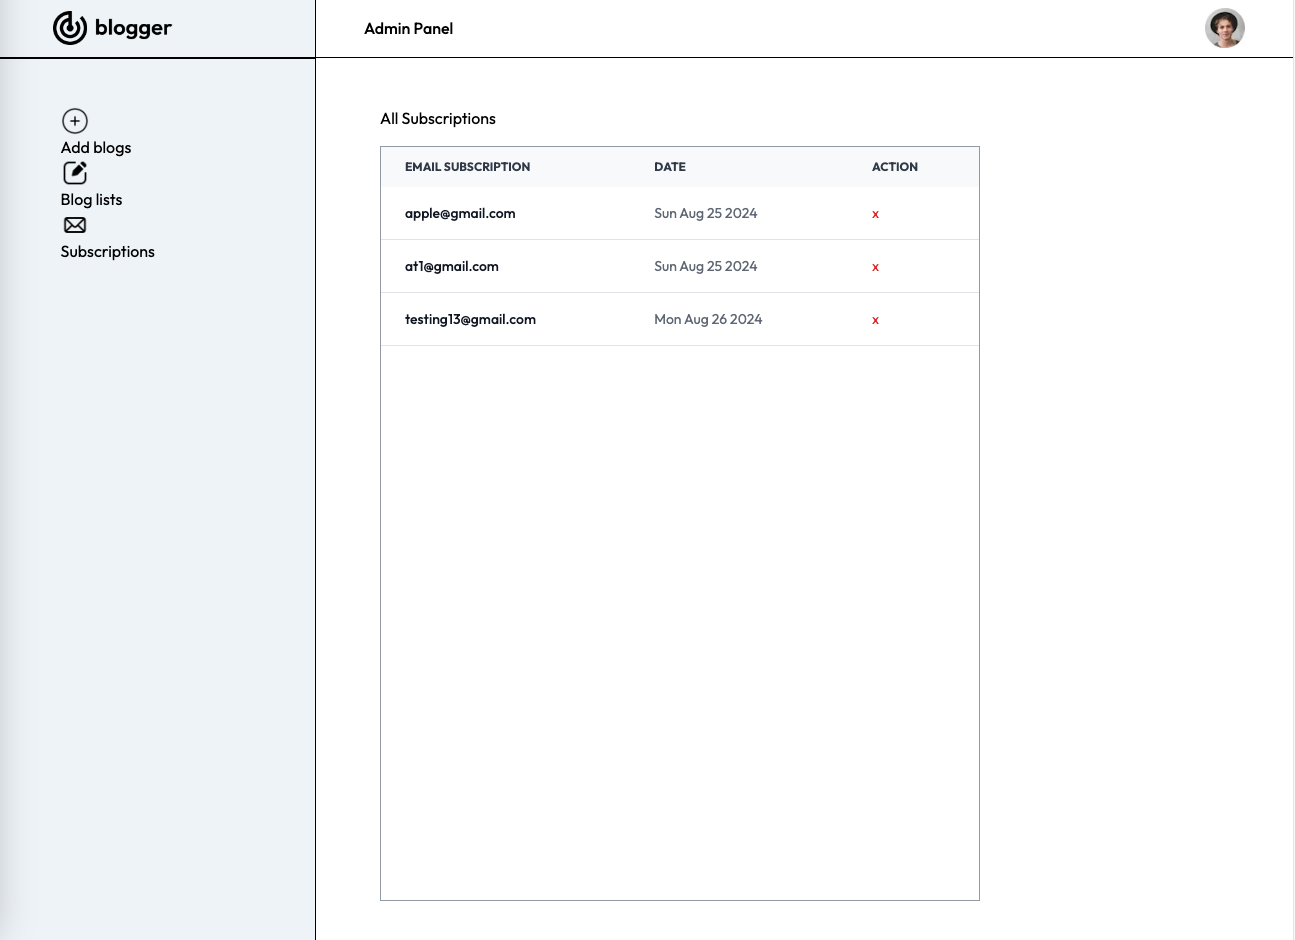 blogger
Admin Panel
Add blogs
Blog lists
Subscriptions
All Subscriptions
EMAIL SUBSCRIPTION DATE ACTION
apple@gmail.com Sun Aug 25 2024 x
at1@gmail.com Sun Aug 25 2024 x
testing13@gmail.com Mon Aug 26 2024 x